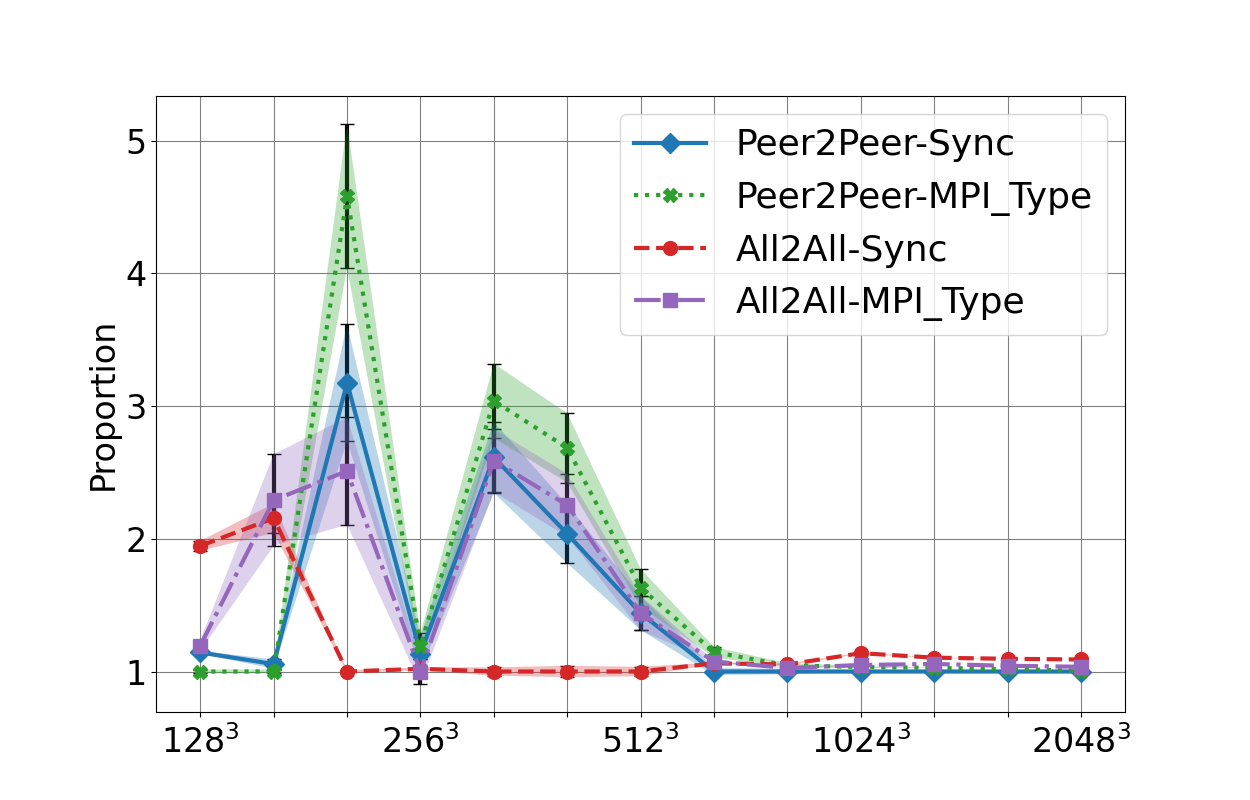 Proportion
5
4
3
2
1
128³
256³
512³
1024³
2048³
Peer2Peer-Sync
Peer2Peer-MPI_Type
All2All-Sync
All2All-MPI_Type